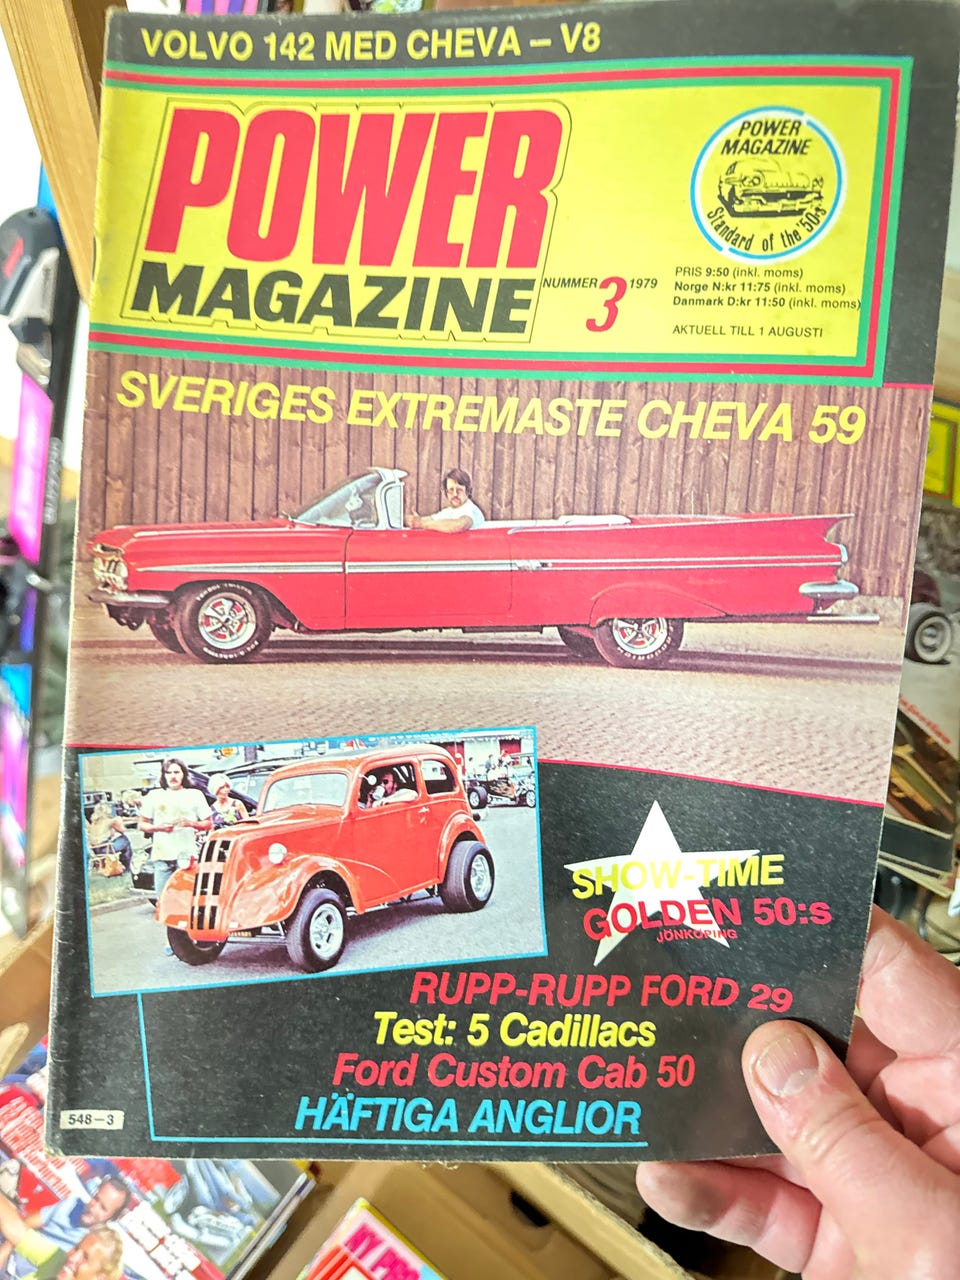 VOLVO 142 MED CHEVA – V8
POWER
MAGAZINE
POWER
MAGAZINE
Standard of the 50-s
NUMMER 3 1979
PRIS 9:50 (inkl. moms)
Norge N:kr 11:75 (inkl. moms)
Danmark D:kr 11:50 (inkl. moms)
AKTUELL TILL 1 AUGUSTI
SVERIGES EXTREMASTE CHEVA 59
SHOW-TIME
GOLDEN 50:s
JÖNKÖPING
RUPP-RUPP FORD 29
Test: 5 Cadillacs
Ford Custom Cab 50
HÄFTIGA ANGLIOR
548-3